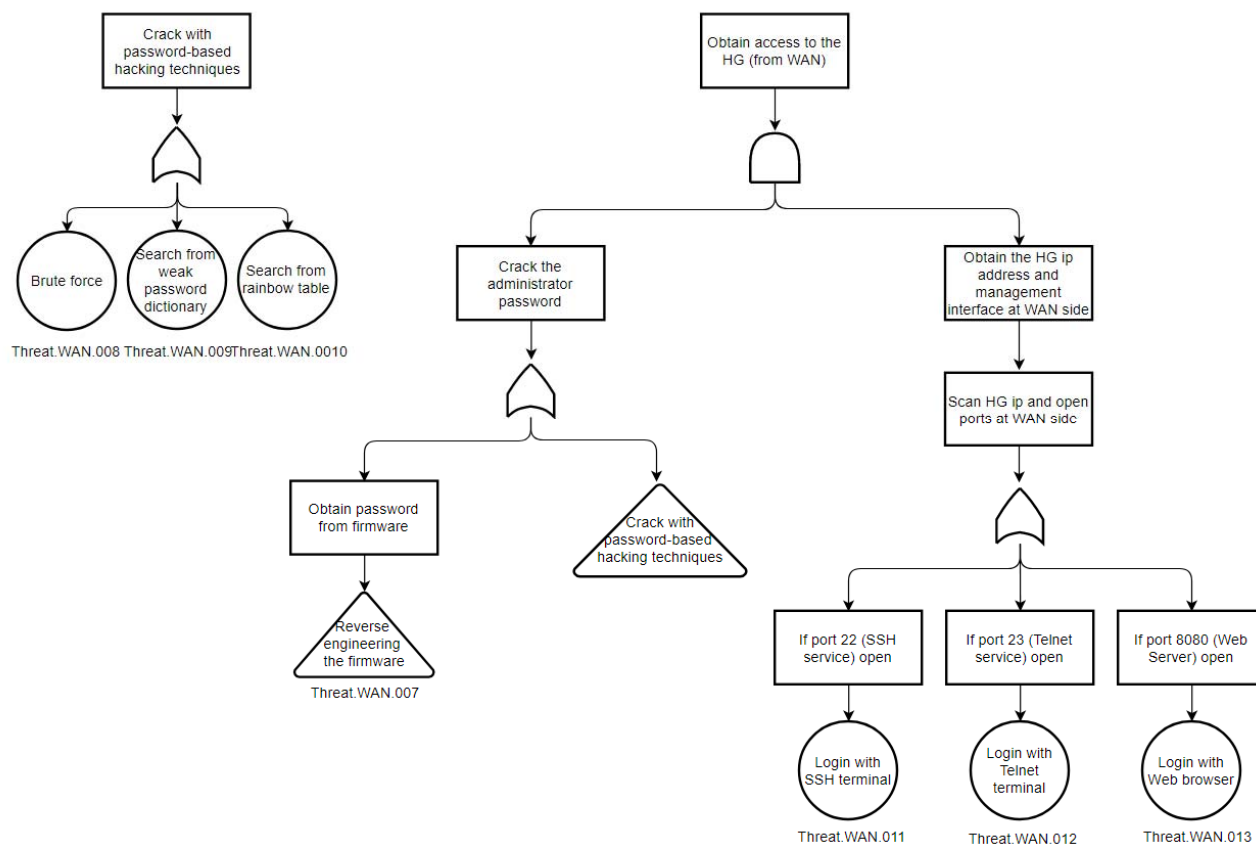 Crack with
password-based
hacking techniques
Obtain access to the
HG (from WAN)
Brute force
Search from
weak
password
dictionary
Search from
rainbow table
Threat.WAN.008
Threat.WAN.009
Threat.WAN.0010
Crack the
administrator
password
Obtain the HG ip
address and
management
interface at WAN side
Scan HG ip and open
ports at WAN side
Obtain password
from firmware
Crack with
password-based
hacking techniques
Reverse
engineering
the firmware
Threat.WAN.007
If port 22 (SSH
service) open
If port 23 (Telnet
service) open
If port 8080 (Web
Server) open
Login with
SSH terminal
Login with
Telnet
terminal
Login with
Web browser
Threat.WAN.011
Threat.WAN.012
Threat.WAN.013